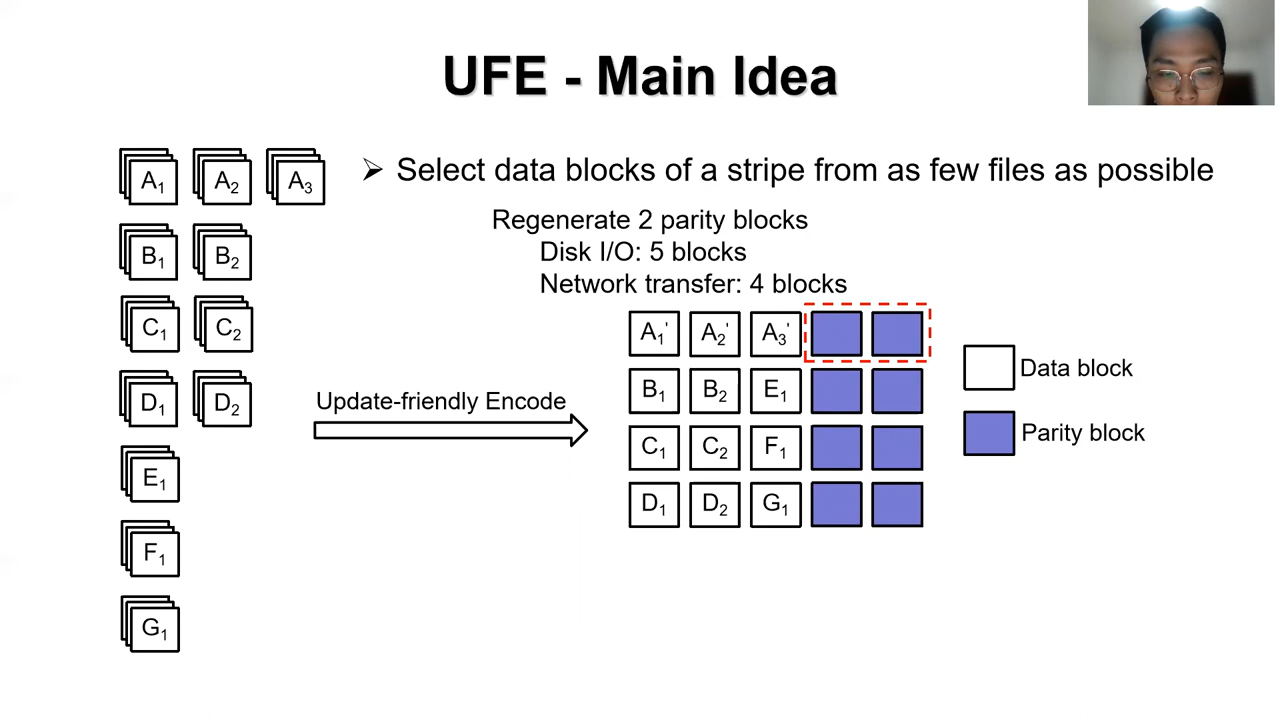 UFE - Main Idea
➢ Select data blocks of a stripe from as few files as possible
Regenerate 2 parity blocks
Disk I/O: 5 blocks
Network transfer: 4 blocks
A₁ A₂ A₃
B₁ B₂
C₁ C₂
D₁ D₂
E₁
F₁
G₁
Update-friendly Encode
A₁' A₂' A₃'
B₁ B₂ E₁
C₁ C₂ F₁
D₁ D₂ G₁
Data block
Parity block